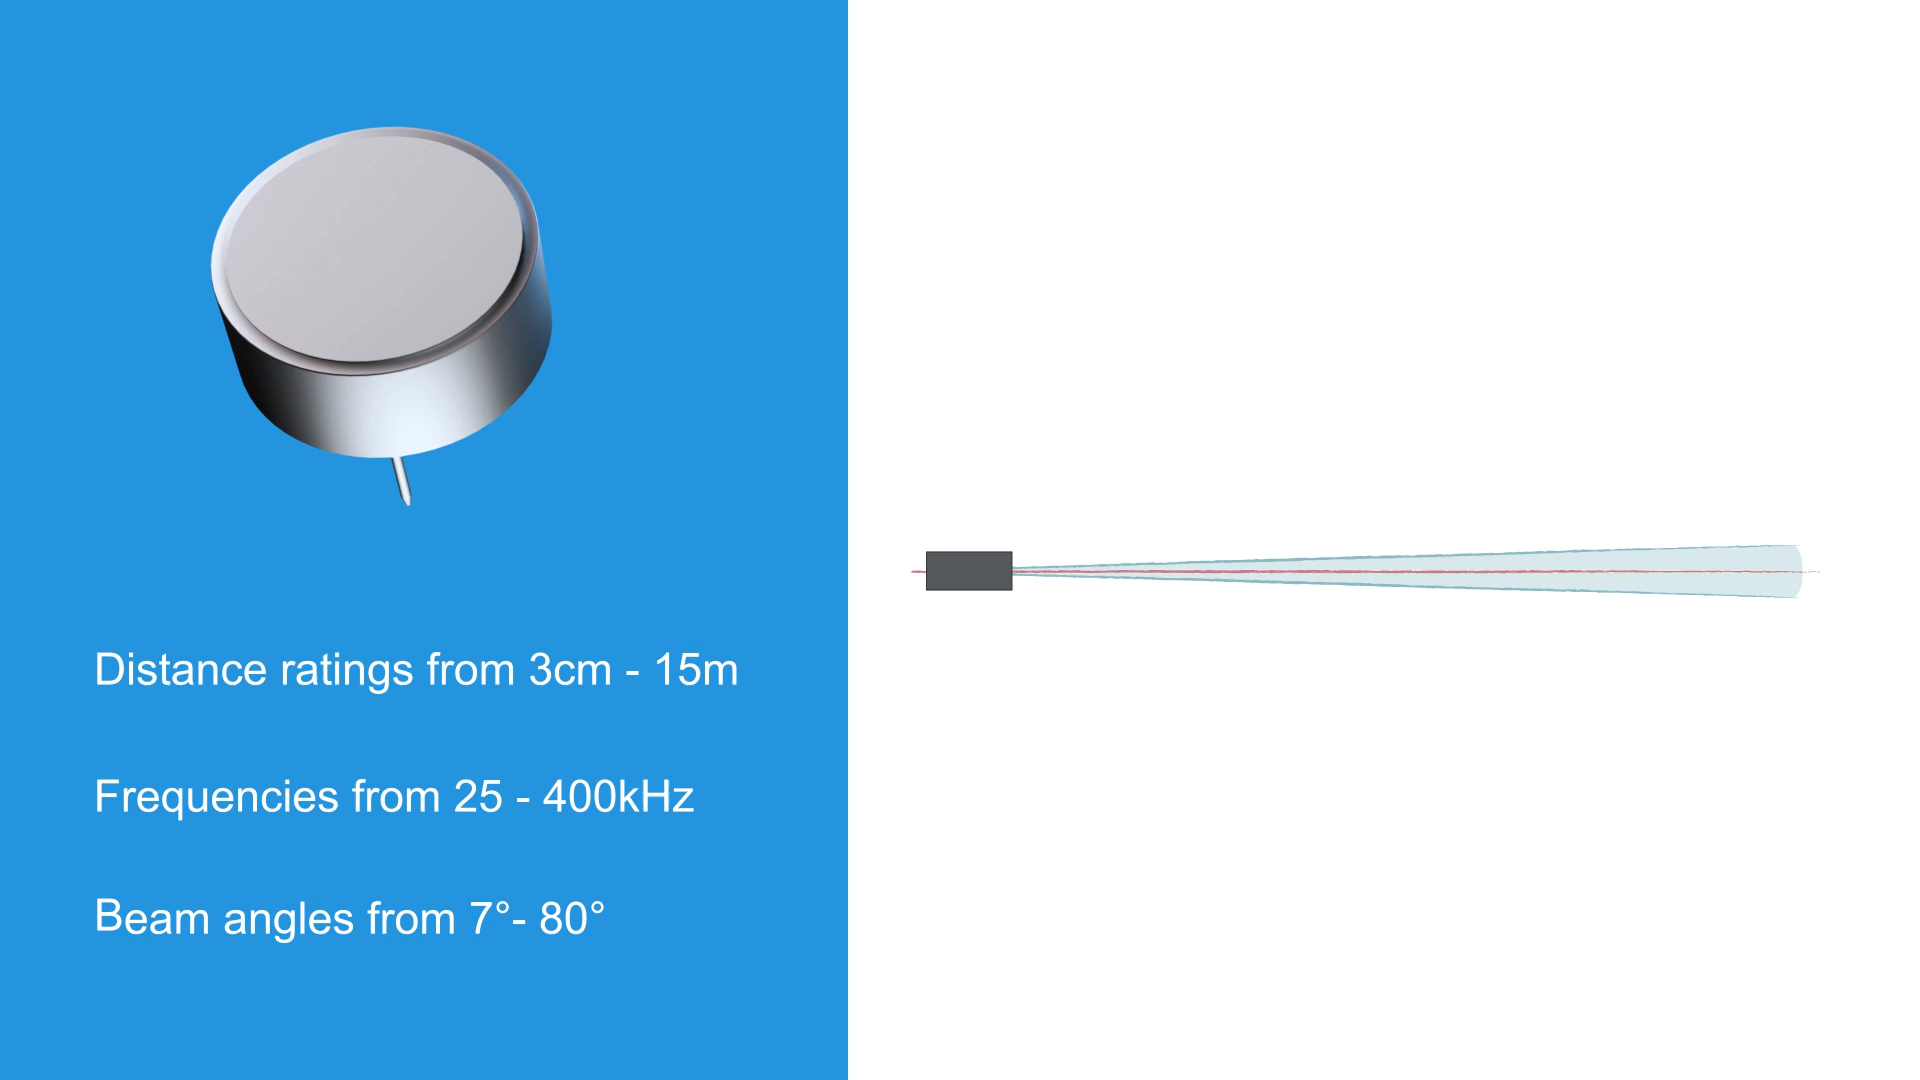 Distance ratings from 3cm - 15m
Frequencies from 25 - 400kHz
Beam angles from 7°- 80°